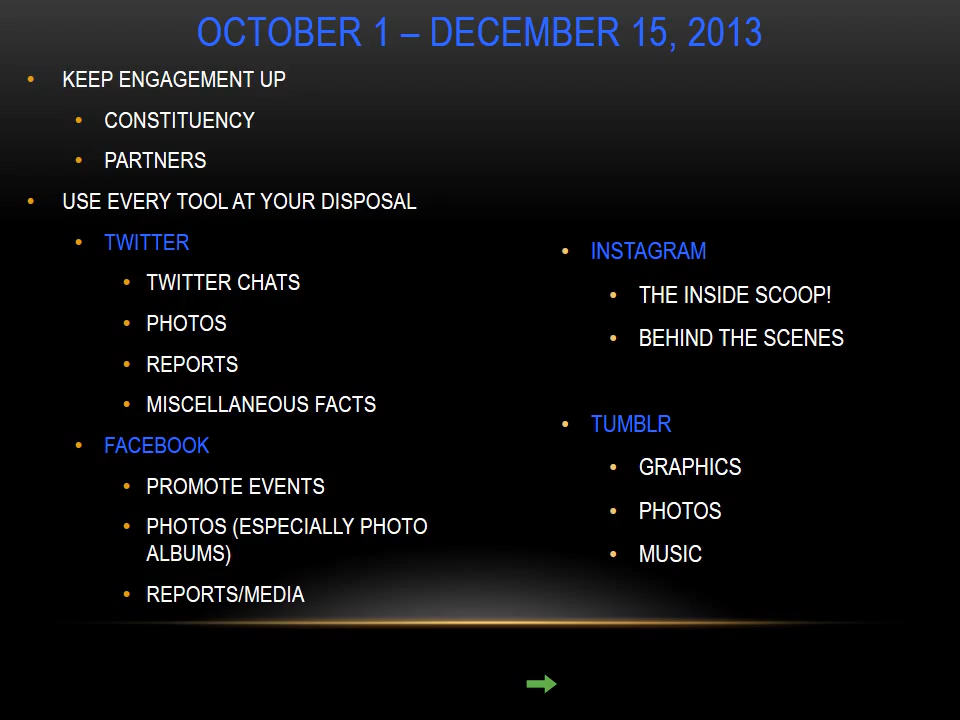 OCTOBER 1 – DECEMBER 15, 2013
• KEEP ENGAGEMENT UP
• CONSTITUENCY
• PARTNERS
• USE EVERY TOOL AT YOUR DISPOSAL
• TWITTER
• TWITTER CHATS
• PHOTOS
• REPORTS
• MISCELLANEOUS FACTS
• FACEBOOK
• PROMOTE EVENTS
• PHOTOS (ESPECIALLY PHOTO
ALBUMS)
• REPORTS/MEDIA
• INSTAGRAM
• THE INSIDE SCOOP!
• BEHIND THE SCENES
• TUMBLR
• GRAPHICS
• PHOTOS
• MUSIC